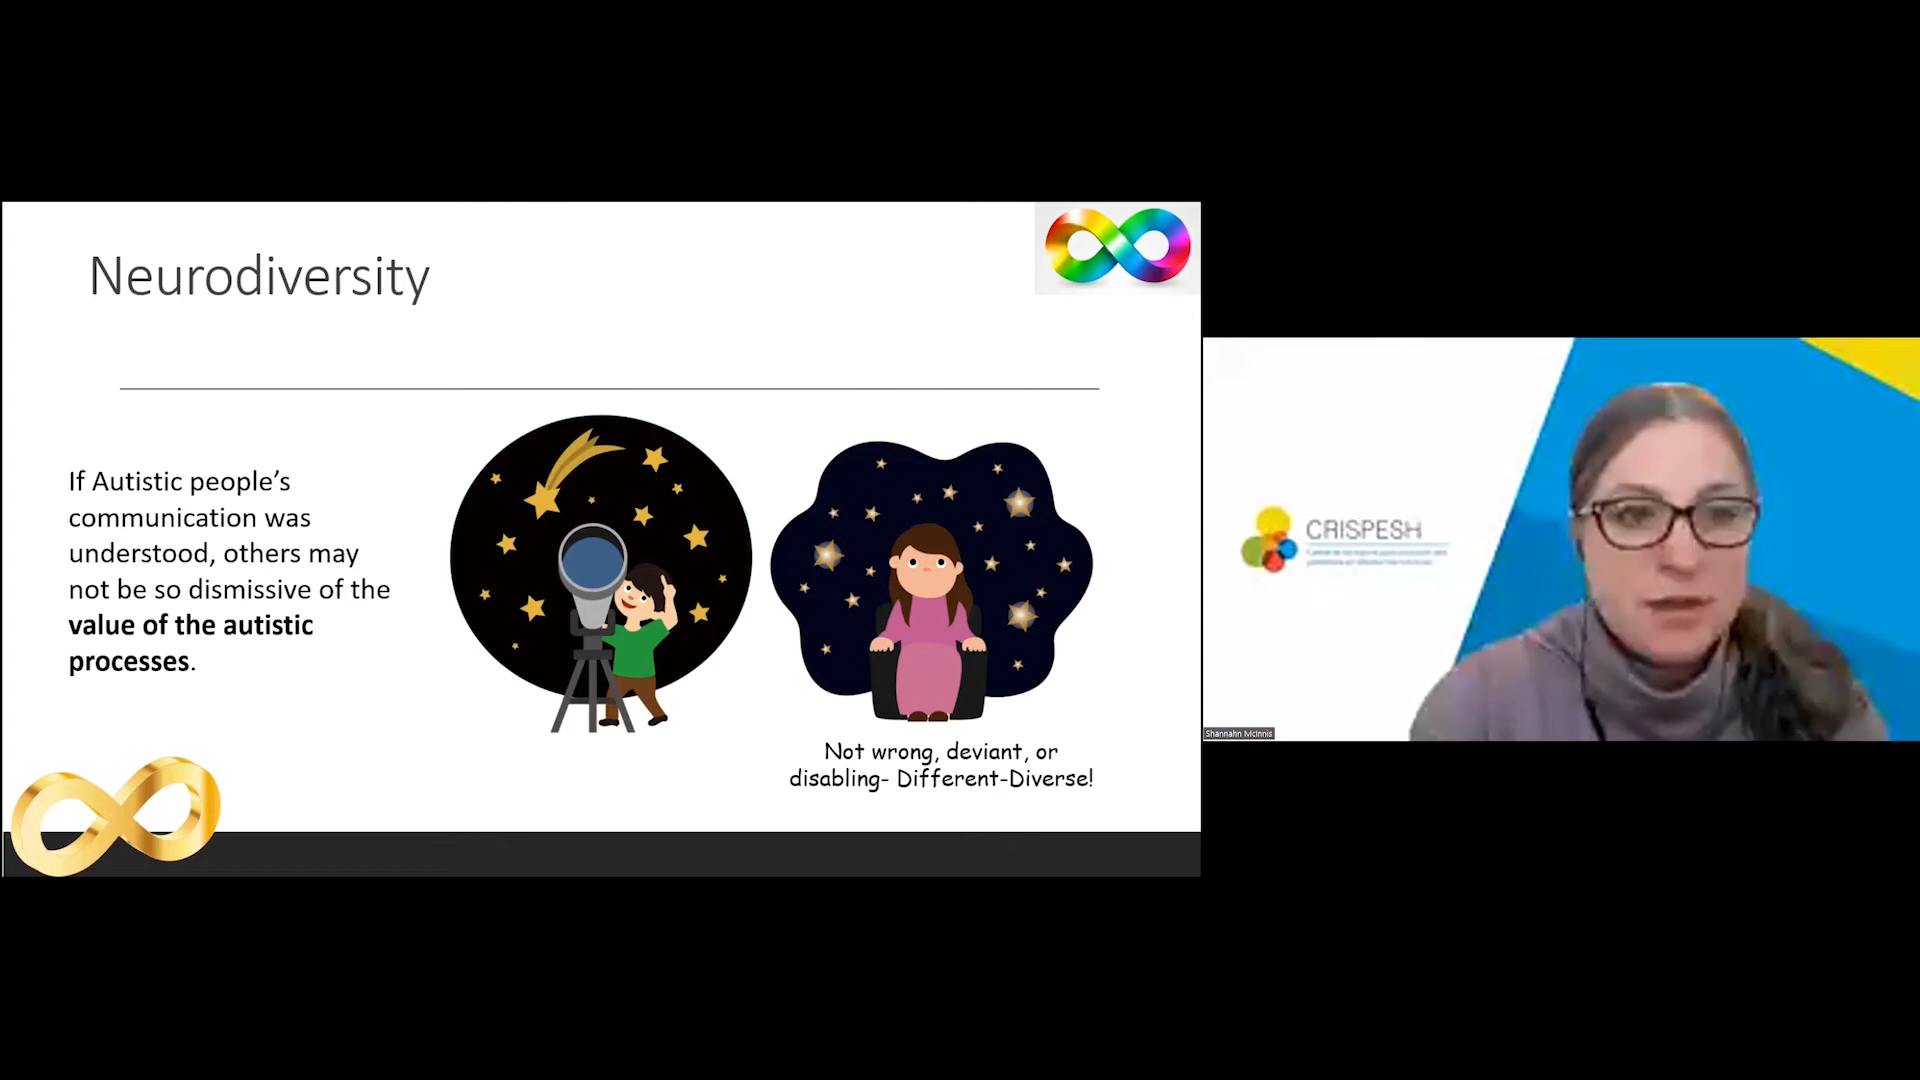 Neurodiversity
If Autistic people’s
communication was
understood, others may
not be so dismissive of the
value of the autistic
processes.
Not wrong, deviant, or
disabling- Different-Diverse!
CRISPESH
Shannahn McInnis